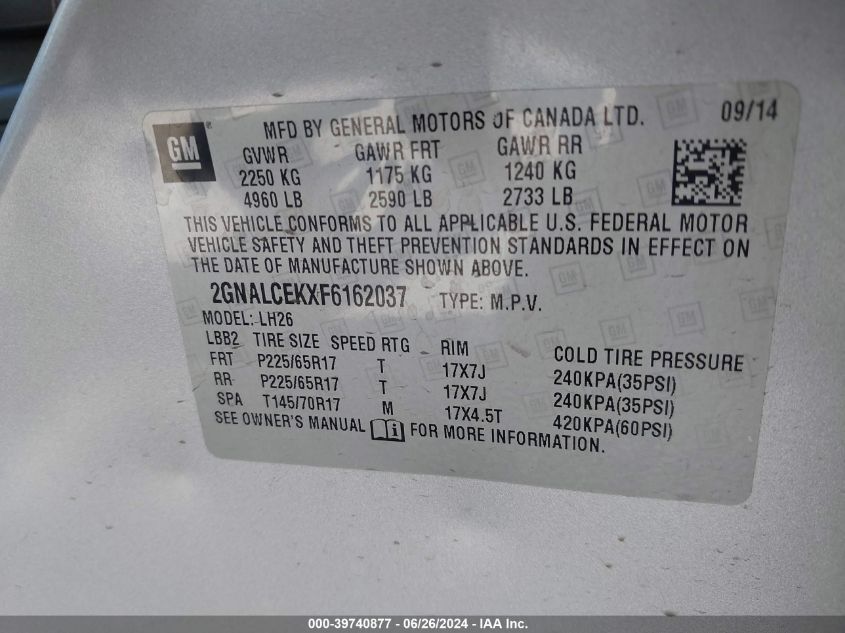 GM
MFD BY GENERAL MOTORS OF CANADA LTD. 09/14
GVWR GAWR FRT GAWR RR
2250 KG 1175 KG 1240 KG
4960 LB 2590 LB 2733 LB
THIS VEHICLE CONFORMS TO ALL APPLICABLE U.S. FEDERAL MOTOR
VEHICLE SAFETY AND THEFT PREVENTION STANDARDS IN EFFECT ON
THE DATE OF MANUFACTURE SHOWN ABOVE.
2GNALCEKXF6162037 TYPE: M.P.V.
MODEL: LH26
LBB2 TIRE SIZE SPEED RTG RIM COLD TIRE PRESSURE
FRT P225/65R17 T 17X7J 240KPA(35PSI)
RR P225/65R17 T 17X7J 240KPA(35PSI)
SPA T145/70R17 M 17X4.5T 420KPA(60PSI)
SEE OWNER'S MANUAL i FOR MORE INFORMATION.
000-39740877 - 06/26/2024 - IAA Inc.